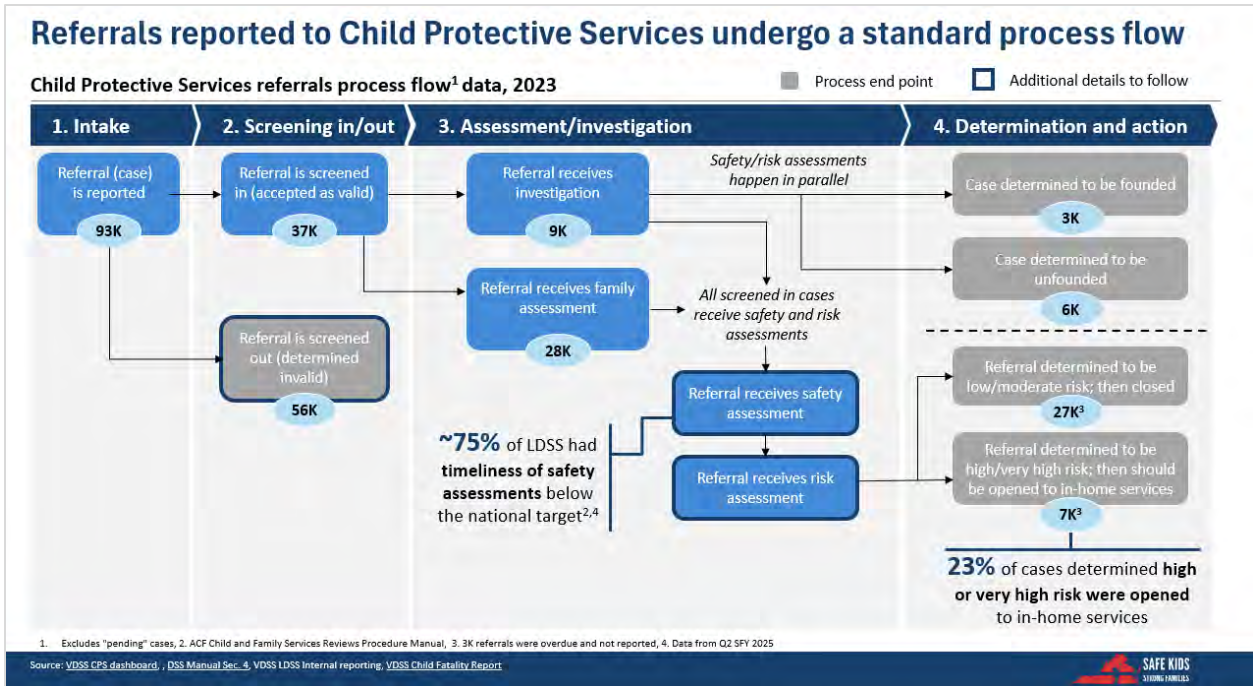 Referrals reported to Child Protective Services undergo a standard process flow
Child Protective Services referrals process flow1 data, 2023
Process end point
Additional details to follow
1. Intake
2. Screening in/out
3. Assessment/investigation
4. Determination and action
Referral (case)
is reported
93K
Referral is screened
in (accepted as valid)
37K
Referral is screened
out (determined
invalid)
56K
Referral receives
investigation
9K
Referral receives family
assessment
28K
Safety/risk assessments
happen in parallel
All screened in cases
receive safety and risk
assessments
Referral receives safety
assessment
Referral receives risk
assessment
~75% of LDSS had
timeliness of safety
assessments below
the national target2,4
Case determined to be founded
3K
Case determined to be
unfounded
6K
Referral determined to be
low/moderate risk; then closed
27K3
Referral determined to be
high/very high risk; then should
be opened to in-home services
7K3
23% of cases determined high
or very high risk were opened
to in-home services
1. Excludes "pending" cases, 2. ACF Child and Family Services Reviews Procedure Manual, 3. 3K referrals were overdue and not reported, 4. Data from Q2 SFY 2025
Source: VDSS CPS dashboard, , DSS Manual Sec. 4, VDSS LDSS Internal reporting, VDSS Child Fatality Report
SAFE KIDS
STRONG FAMILIES